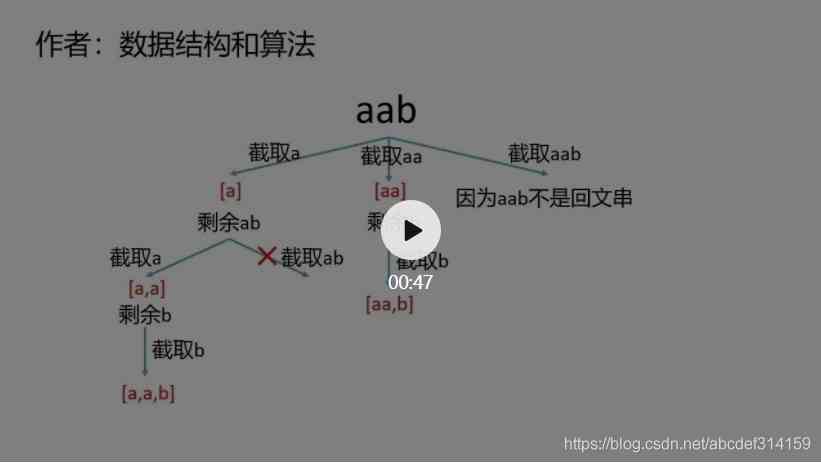 作者：数据结构和算法
aab
截取a
截取aa
截取aab
[a]
[aa]
因为aab不是回文串
剩余ab
剩
截取a
截取ab
截取b
00:47
[a,a]
[aa,b]
剩余b
截取b
[a,a,b]
https://blog.csdn.net/abcdef314159